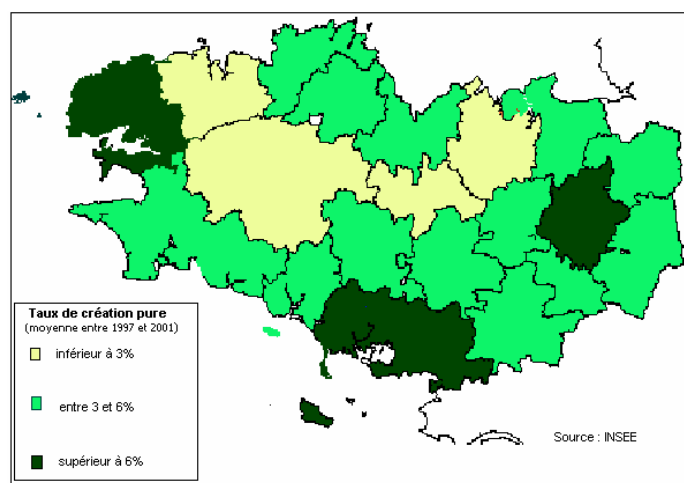 Taux de création pure
(moyenne entre 1997 et 2001)
inférieur à 3%
entre 3 et 6%
supérieur à 6%
Source : INSEE